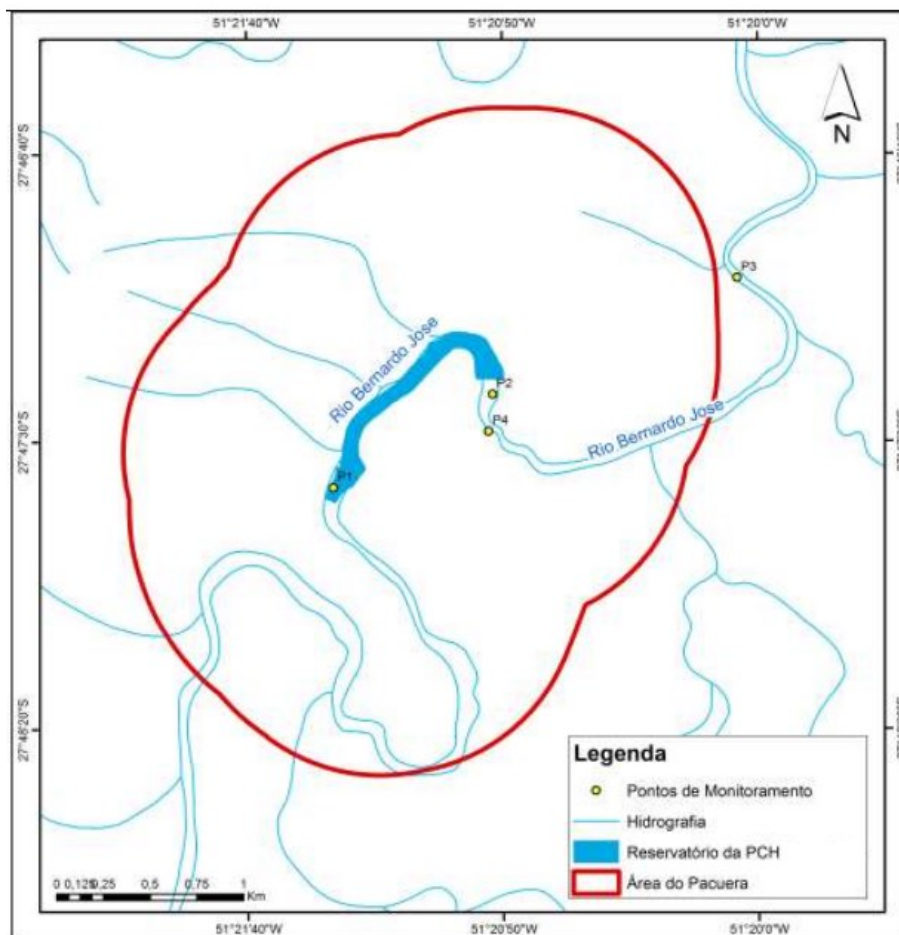 51°21'40"W
51°20'50"W
51°20'0"W
N
27°46'40"S
P3
Rio Bernardo Jose
P2
P4
Rio Bernardo Jose
27°47'30"S
P1
27°48'20"S
Legenda
Pontos de Monitoramento
Hidrografia
Reservatório da PCH
Área do Pacuera
0 0,125 0,25 0,5 0,75 1
Km
51°21'40"W
51°20'50"W
51°20'0"W